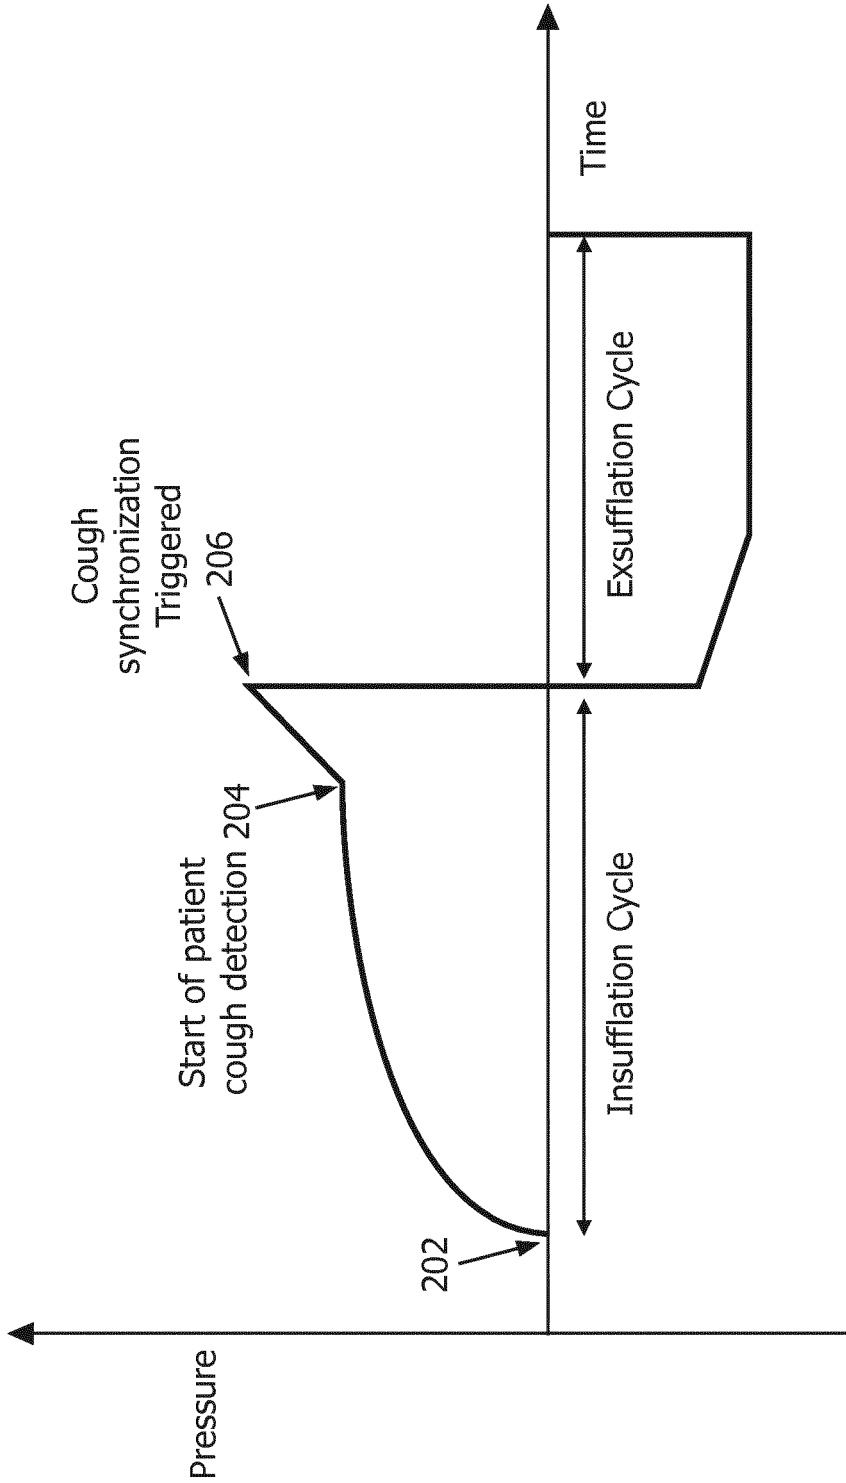 Pressure
Cough
synchronization
Triggered
206
Start of patient
cough detection 204
202
Time
Insufflation Cycle
Exsufflation Cycle